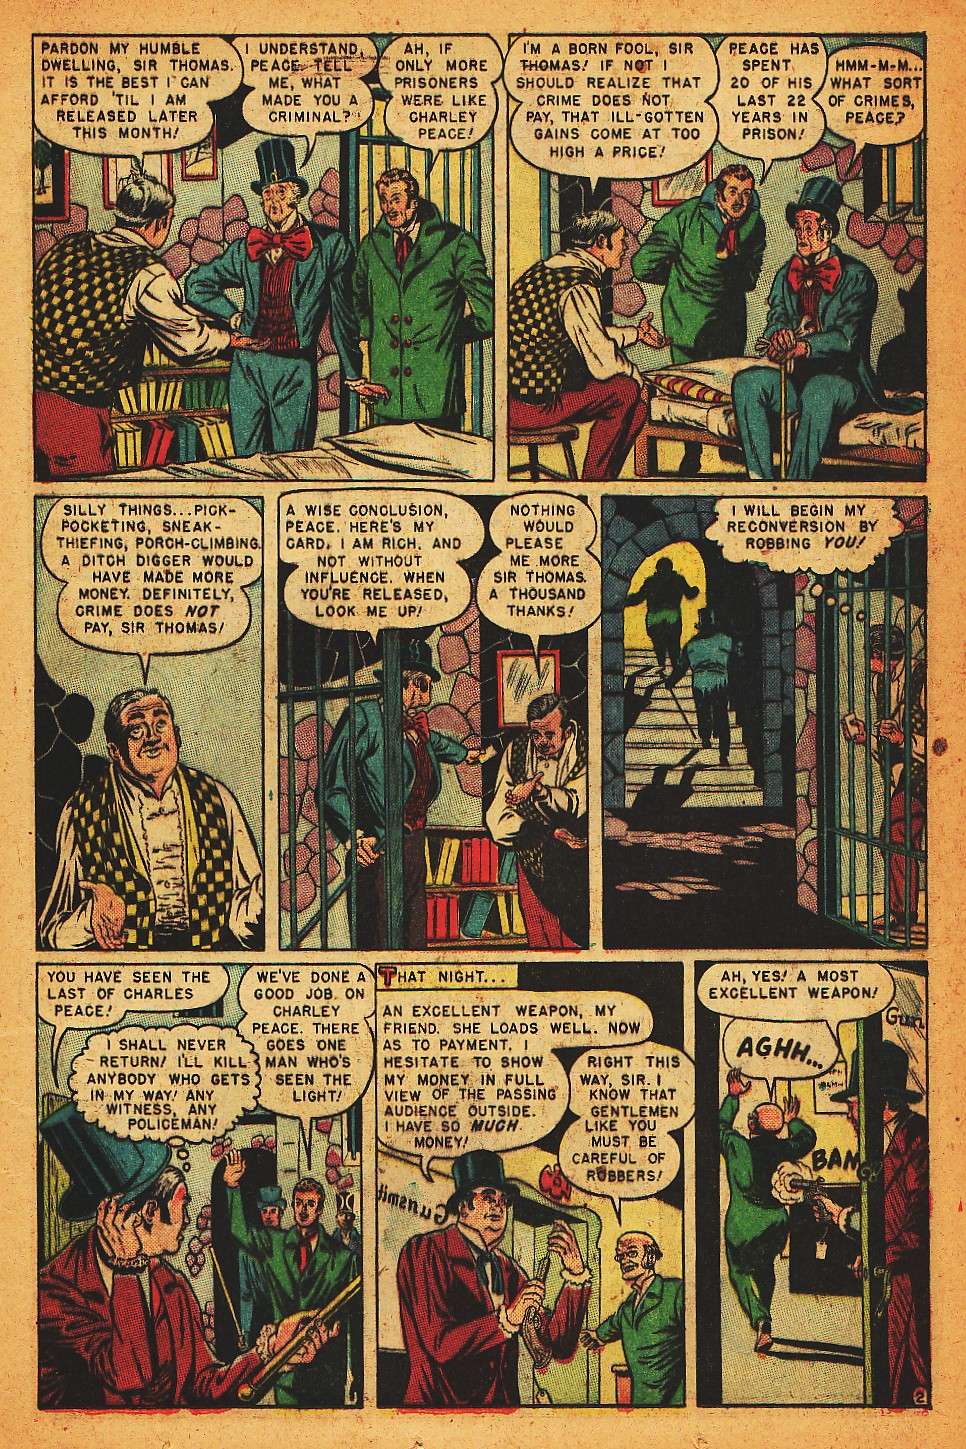 PARDON MY HUMBLE
DWELLING, SIR THOMAS.
IT IS THE BEST I CAN
AFFORD 'TIL I AM
RELEASED LATER
THIS MONTH!
I UNDERSTAND,
PEACE. TELL
ME, WHAT
MADE YOU A
CRIMINAL?
AH, IF
ONLY MORE
PRISONERS
WERE LIKE
CHARLEY
PEACE!
I'M A BORN FOOL, SIR
THOMAS! IF NOT I
SHOULD REALIZE THAT
CRIME DOES NOT
PAY, THAT ILL-GOTTEN
GAINS COME AT TOO
HIGH A PRICE!
PEACE HAS
SPENT
20 OF HIS
LAST 22
YEARS IN
PRISON!
HMM-M-M...
WHAT SORT
OF CRIMES,
PEACE?
SILLY THINGS...PICK-
POCKETING, SNEAK-
THIEFING, PORCH-CLIMBING.
A DITCH DIGGER WOULD
HAVE MADE MORE
MONEY. DEFINITELY,
CRIME DOES NOT
PAY, SIR THOMAS!
A WISE CONCLUSION,
PEACE. HERE'S MY
CARD. I AM RICH, AND
NOT WITHOUT
INFLUENCE. WHEN
YOU'RE RELEASED,
LOOK ME UP!
NOTHING
WOULD
PLEASE
ME MORE
SIR THOMAS.
A THOUSAND
THANKS!
I WILL BEGIN MY
RECONVERSION BY
ROBBING YOU!
YOU HAVE SEEN THE
LAST OF CHARLES
PEACE!
I SHALL NEVER
RETURN! I'LL KILL
ANYBODY WHO GETS
IN MY WAY! ANY
WITNESS, ANY
POLICEMAN!
WE'VE DONE A
GOOD JOB ON
CHARLEY
PEACE. THERE
GOES ONE
MAN WHO'S
SEEN THE
LIGHT!
THAT NIGHT...
AN EXCELLENT WEAPON, MY
FRIEND. SHE LOADS WELL. NOW
AS TO PAYMENT, I
HESITATE TO SHOW
MY MONEY IN FULL
VIEW OF THE PASSING
AUDIENCE OUTSIDE.
I HAVE SO MUCH
MONEY!
RIGHT THIS
WAY, SIR. I
KNOW THAT
GENTLEMEN
LIKE YOU
MUST BE
CAREFUL OF
ROBBERS!
Gunsmith
AH, YES! A MOST
EXCELLENT WEAPON!
AGHH...
Gun
BANG!
2